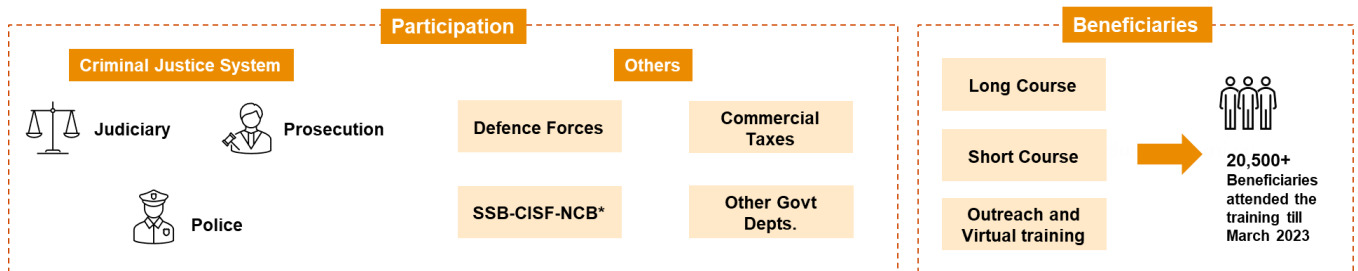 Participation
Criminal Justice System
Judiciary
Prosecution
Police
Others
Defence Forces
Commercial
Taxes
SSB-CISF-NCB*
Other Govt
Depts.
Beneficiaries
Long Course
Short Course
Outreach and
Virtual training
20,500+
Beneficiaries
attended the
training till
March 2023